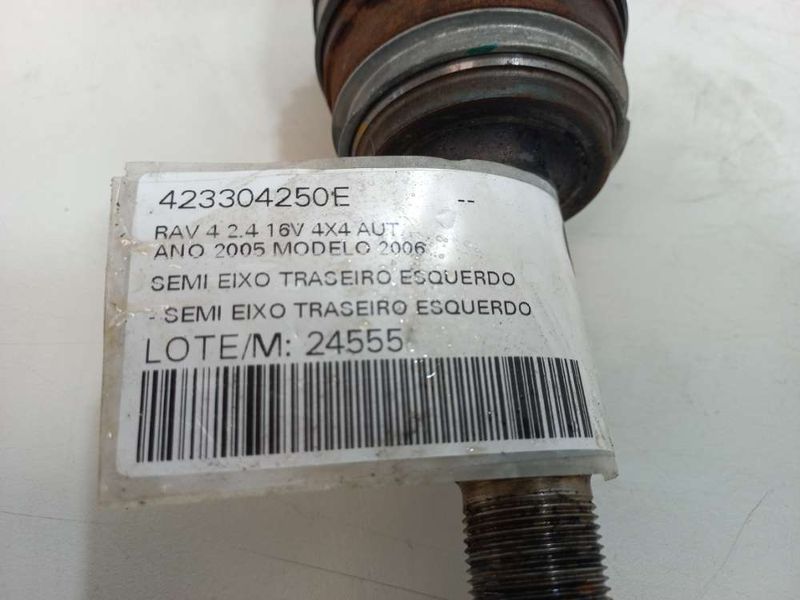 423304250E --
RAV 4 2.4 16V 4X4 AUT
ANO 2005 MODELO 2006
SEMI EIXO TRASEIRO ESQUERDO
- SEMI EIXO TRASEIRO ESQUERDO
LOTE/M: 24555